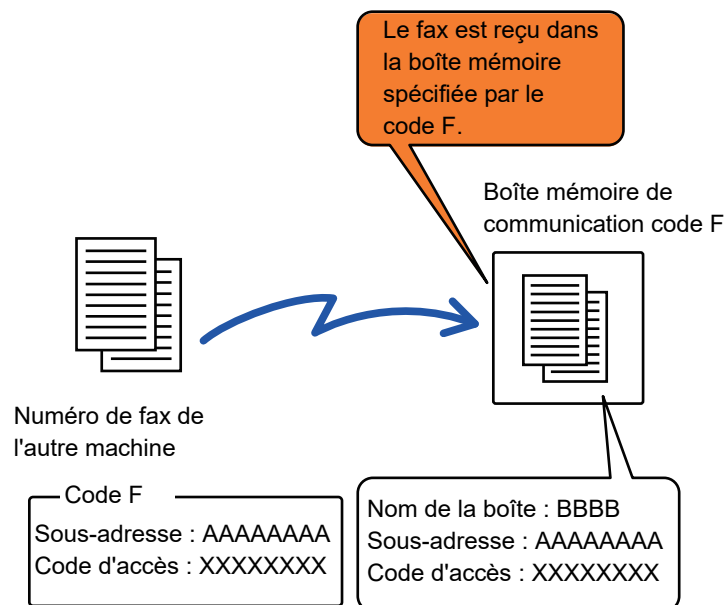 Le fax est reçu dans
la boîte mémoire
spécifiée par le
code F.
Boîte mémoire de
communication code F
Numéro de fax de
l'autre machine
Code F
Sous-adresse : AAAAAAAA
Code d'accès : XXXXXXXX
Nom de la boîte : BBBB
Sous-adresse : AAAAAAAA
Code d'accès : XXXXXXXX